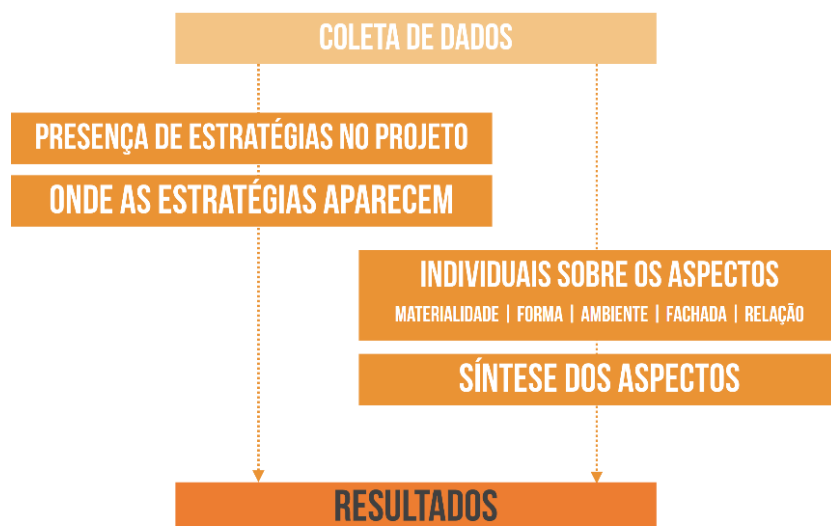 COLETA DE DADOS
PRESENÇA DE ESTRATÉGIAS NO PROJETO
ONDE AS ESTRATÉGIAS APARECEM
INDIVIDUAIS SOBRE OS ASPECTOS
MATERIALIDADE | FORMA | AMBIENTE | FACHADA | RELAÇÃO
SÍNTESE DOS ASPECTOS
RESULTADOS